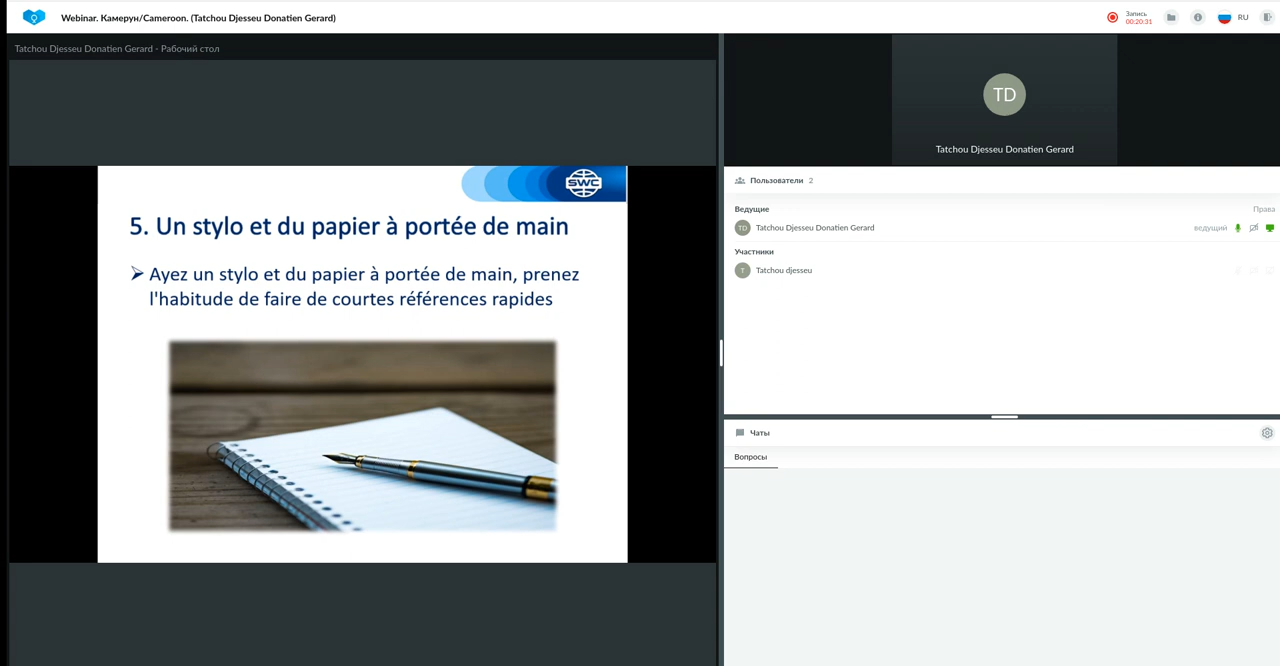 Webinar. Камерун/Cameroon. (Tatchou Djesseu Donatien Gerard)
Запись
00:20:31
RU
Tatchou Djesseu Donatien Gerard - Рабочий стол
TD
Tatchou Djesseu Donatien Gerard
SWC
5. Un stylo et du papier à portée de main
Ayez un stylo et du papier à portée de main, prenez
l'habitude de faire de courtes références rapides
Пользователи 2
Ведущие Права
TD Tatchou Djesseu Donatien Gerard ведущий
Участники
T Tatchou djesseu
Чаты
Вопросы